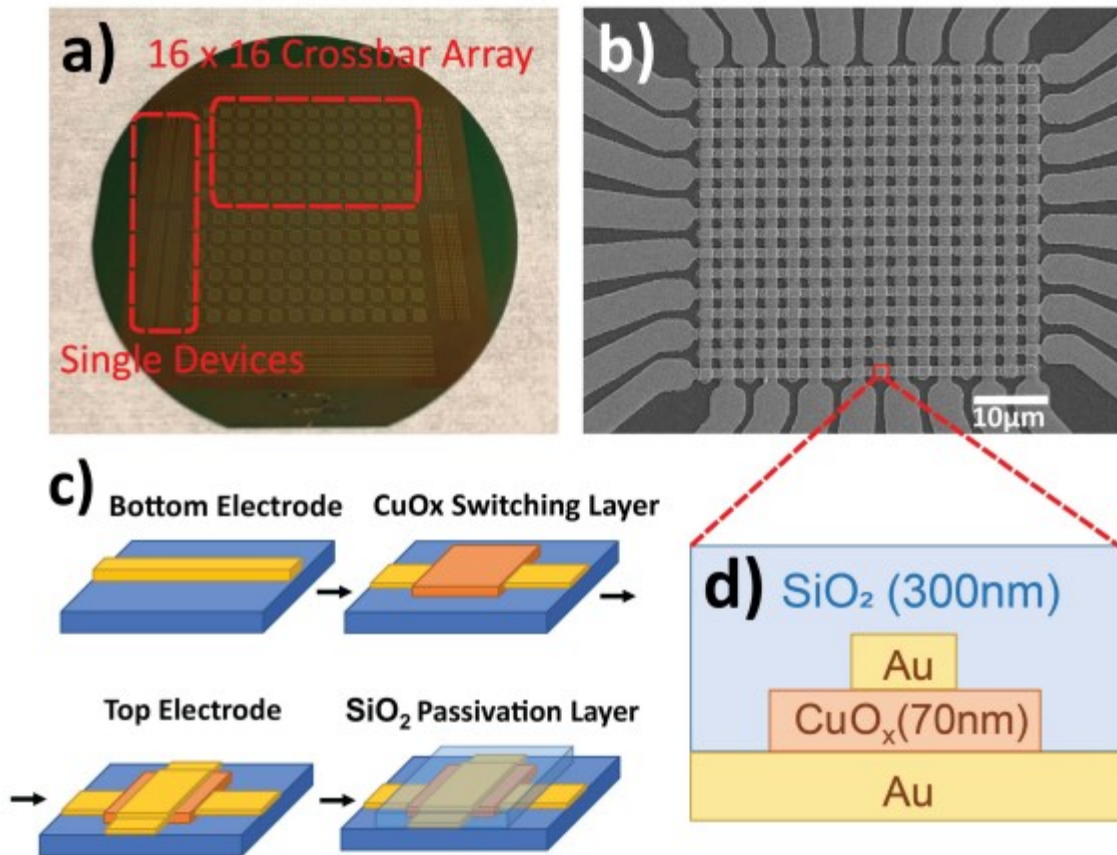 a)
16 x 16 Crossbar Array
Single Devices
b)
10μm
c)
Bottom Electrode
CuOx Switching Layer
Top Electrode
SiO₂ Passivation Layer
d)
SiO₂ (300nm)
Au
CuOₓ(70nm)
Au